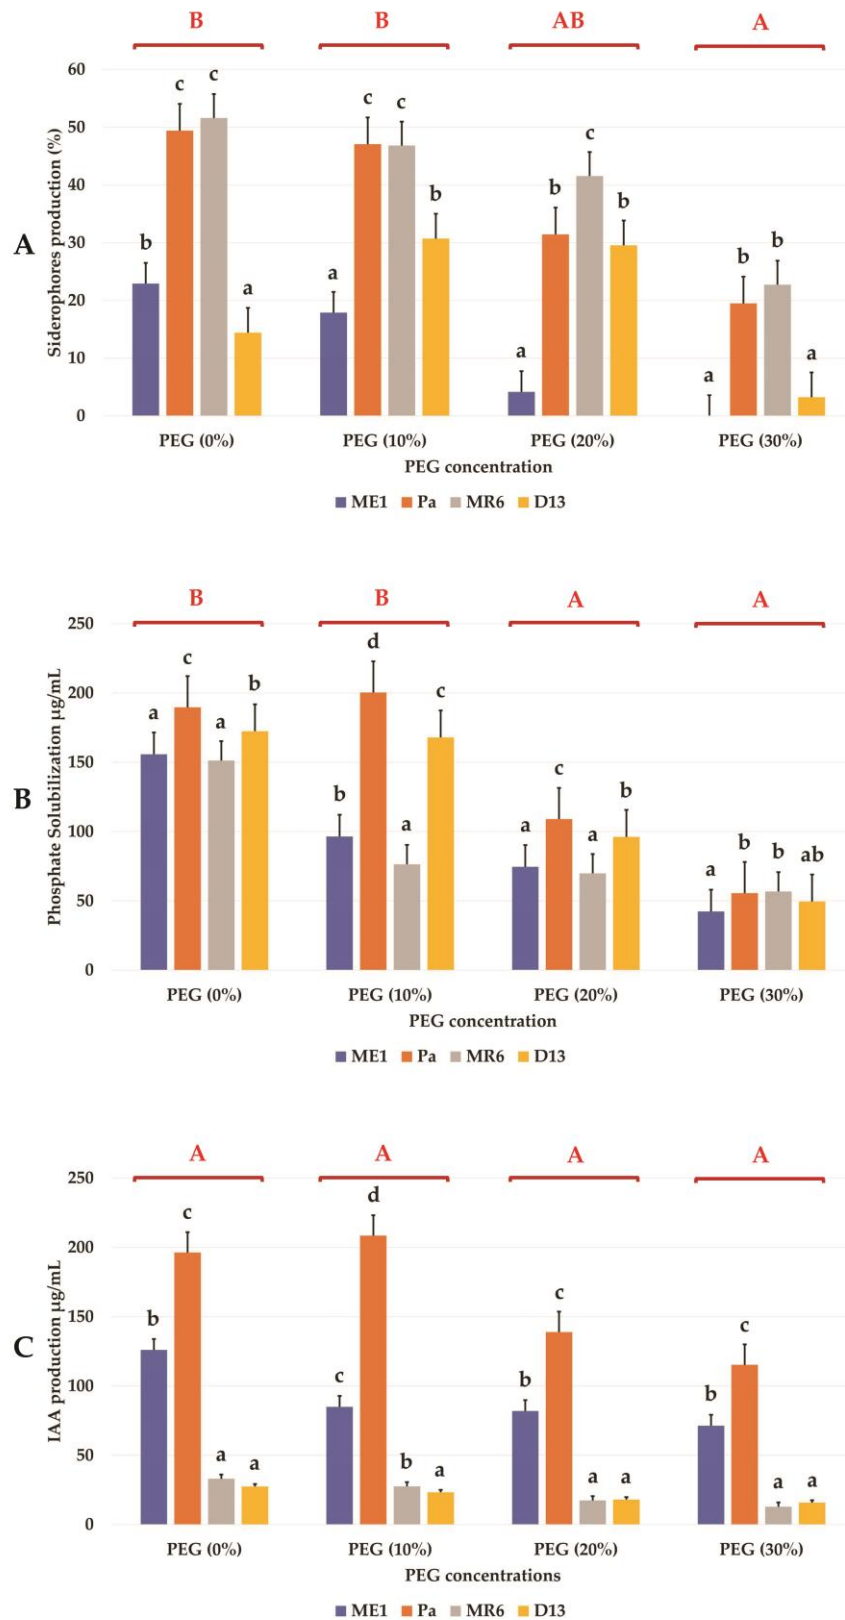 B B AB A
60
50
40
30
20
10
0
A
Siderophores production (%)
b c c a
a c c b
a b c b
a b b a
PEG (0%) PEG (10%) PEG (20%) PEG (30%)
PEG concentration
ME1 Pa MR6 D13
B B A A
250
200
150
100
50
0
B
Phosphate Solubilization µg/mL
a c a b
b d a c
a c a b
a b b ab
PEG (0%) PEG (10%) PEG (20%) PEG (30%)
PEG concentration
ME1 Pa MR6 D13
A A A A
250
200
150
100
50
0
C
IAA production µg/mL
b c a a
c d b a
b c a a
b c a a
PEG (0%) PEG (10%) PEG (20%) PEG (30%)
PEG concentrations
ME1 Pa MR6 D13